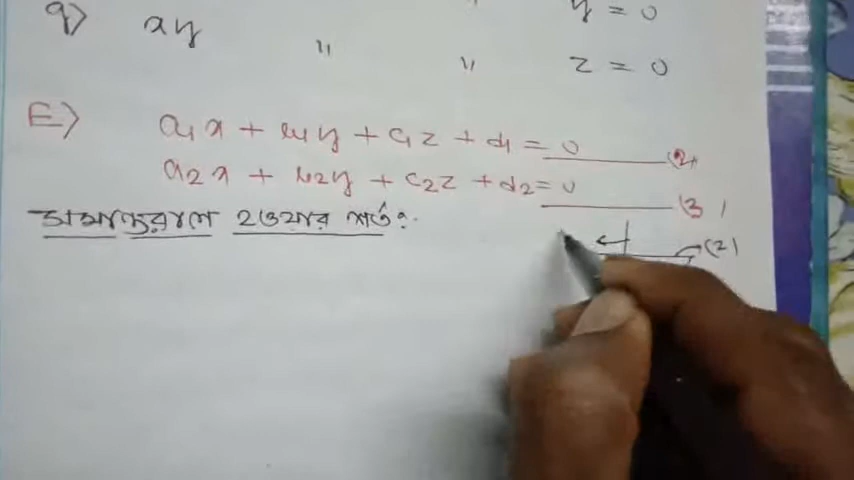 q> xy " " z = 0
y = 0
E> a₁x + b₁y + c₁z + d₁ = 0 (2)
a₂x + b₂y + c₂z + d₂ = 0 (3)
সমান্তরাল হওয়ার শর্তঃ
(2)